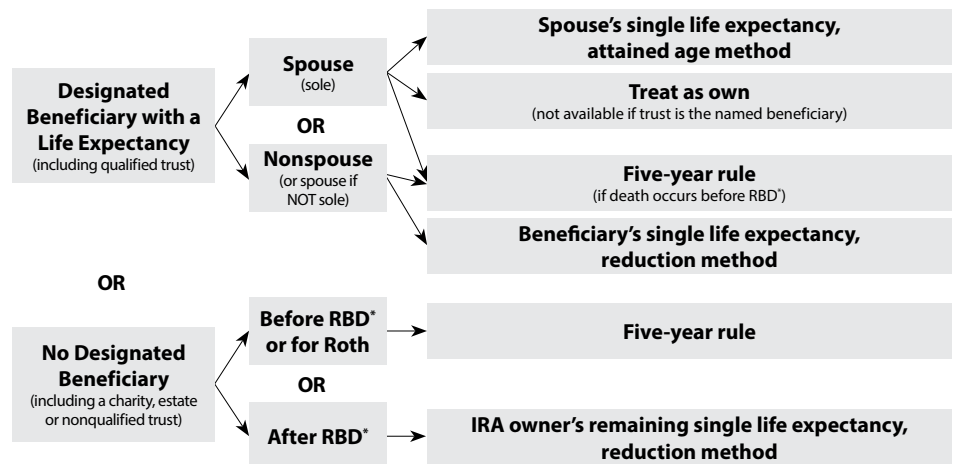 Designated
Beneficiary with a
Life Expectancy
(including qualified trust)
Spouse
(sole)
OR
Nonspouse
(or spouse if
NOT sole)
Spouse's single life expectancy,
attained age method
Treat as own
(not available if trust is the named beneficiary)
Five-year rule
(if death occurs before RBD*)
Beneficiary's single life expectancy,
reduction method
OR
No Designated
Beneficiary
(including a charity, estate
or nonqualified trust)
Before RBD*
or for Roth
OR
After RBD*
Five-year rule
IRA owner's remaining single life expectancy,
reduction method